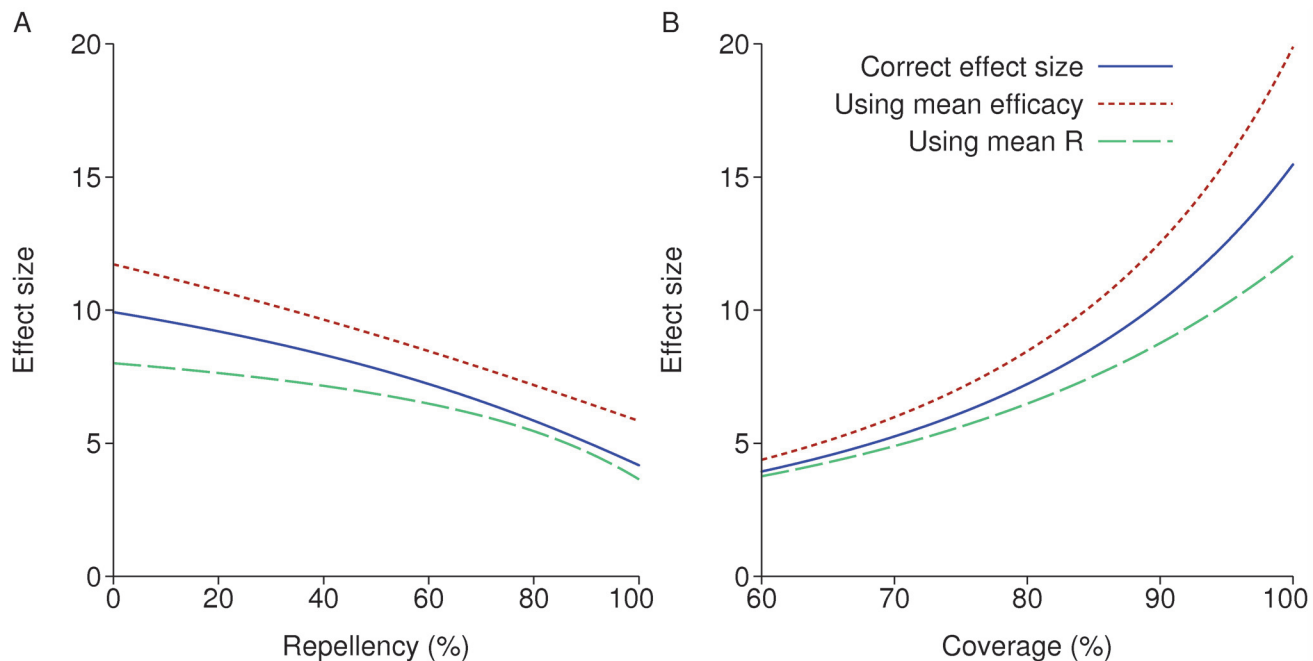 A
20
15
10
5
0
Effect size
0 20 40 60 80 100
Repellency (%)
B
20
15
10
5
0
Effect size
Correct effect size
Using mean efficacy
Using mean R
60 70 80 90 100
Coverage (%)